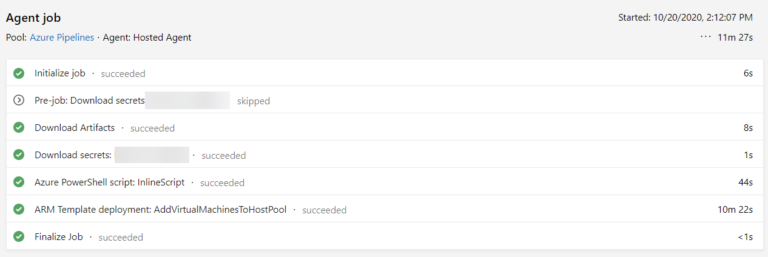 Agent job
Started: 10/20/2020, 2:12:07 PM
Pool: Azure Pipelines · Agent: Hosted Agent
··· 11m 27s
Initialize job · succeeded 6s
Pre-job: Download secrets skipped
Download Artifacts · succeeded 8s
Download secrets: · succeeded 1s
Azure PowerShell script: InlineScript · succeeded 44s
ARM Template deployment: AddVirtualMachinesToHostPool · succeeded 10m 22s
Finalize Job · succeeded <1s